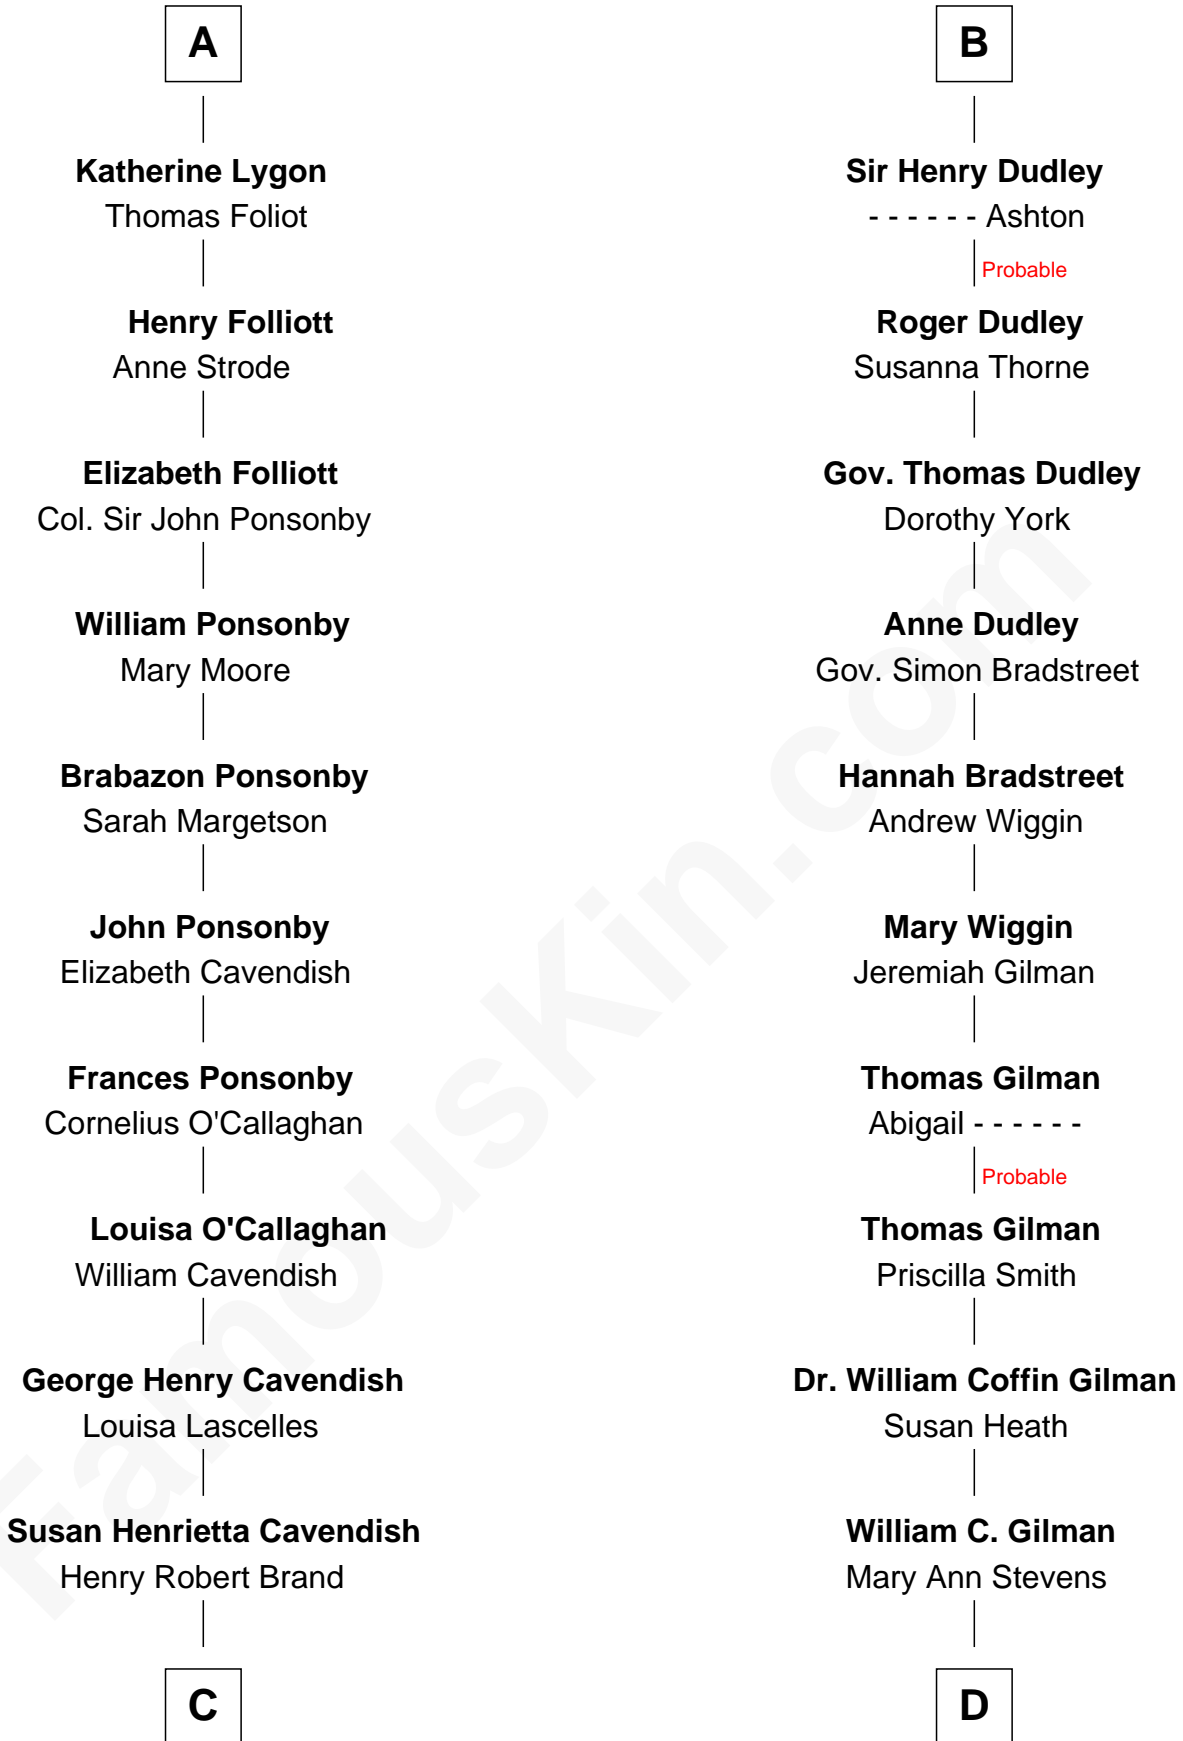 A
Katherine Lygon
Thomas Foliot
Henry Folliott
Anne Strode
Elizabeth Folliott
Col. Sir John Ponsonby
William Ponsonby
Mary Moore
Brabazon Ponsonby
Sarah Margetson
John Ponsonby
Elizabeth Cavendish
Frances Ponsonby
Cornelius O'Callaghan
Louisa O'Callaghan
William Cavendish
George Henry Cavendish
Louisa Lascelles
Susan Henrietta Cavendish
Henry Robert Brand
C
B
Sir Henry Dudley
- - - - - - Ashton
Probable
Roger Dudley
Susanna Thorne
Gov. Thomas Dudley
Dorothy York
Anne Dudley
Gov. Simon Bradstreet
Hannah Bradstreet
Andrew Wiggin
Mary Wiggin
Jeremiah Gilman
Thomas Gilman
Abigail - - - - - -
Probable
Thomas Gilman
Priscilla Smith
Dr. William Coffin Gilman
Susan Heath
William C. Gilman
Mary Ann Stevens
D
FamousKin.com